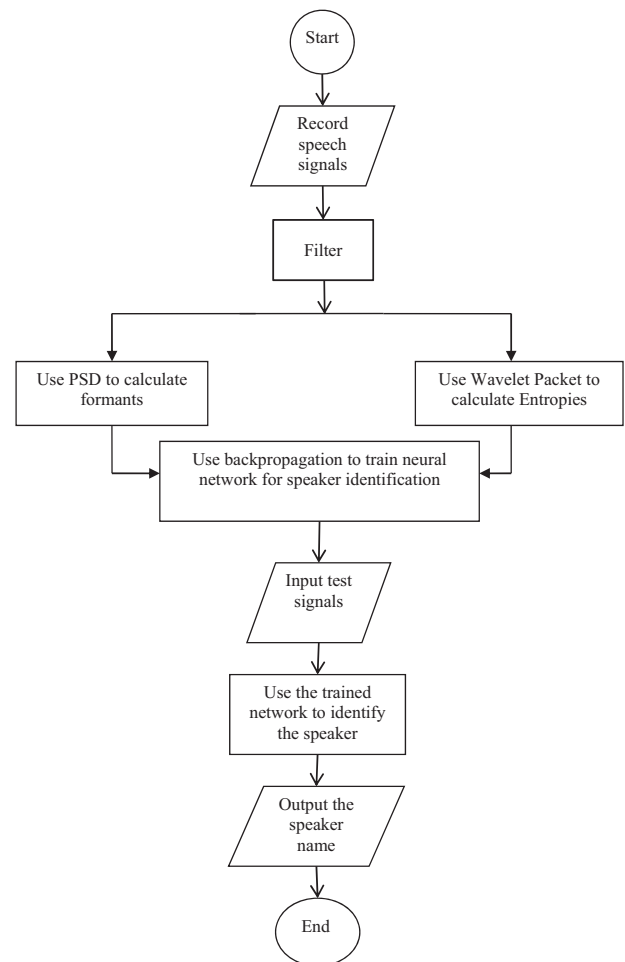 Start
Record
speech
signals
Filter
Use PSD to calculate
formants
Use Wavelet Packet to
calculate Entropies
Use backpropagation to train neural
network for speaker identification
Input test
signals
Use the trained
network to identify
the speaker
Output the
speaker
name
End